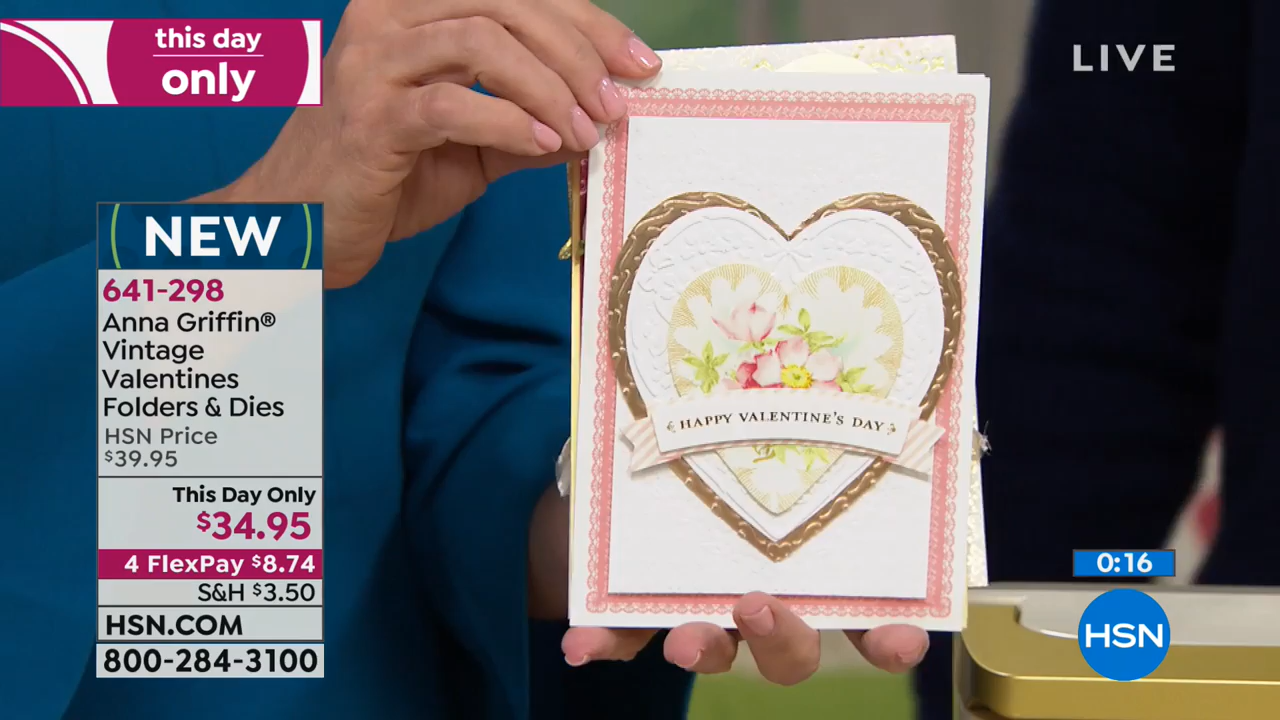 this day
only
LIVE
NEW
641-298
Anna Griffin®
Vintage
Valentines
Folders & Dies
HSN Price
$39.95
This Day Only
$34.95
4 FlexPay $8.74
S&H $3.50
HSN.COM
800-284-3100
HAPPY VALENTINE'S DAY
0:16
HSN